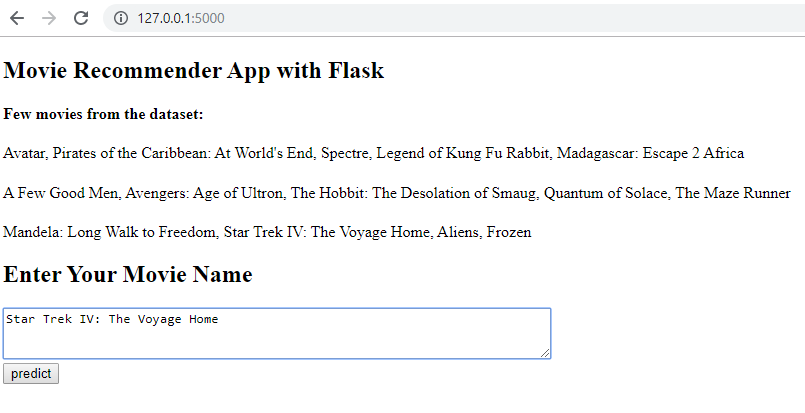 127.0.0.1:5000
Movie Recommender App with Flask
Few movies from the dataset:
Avatar, Pirates of the Caribbean: At World's End, Spectre, Legend of Kung Fu Rabbit, Madagascar: Escape 2 Africa
A Few Good Men, Avengers: Age of Ultron, The Hobbit: The Desolation of Smaug, Quantum of Solace, The Maze Runner
Mandela: Long Walk to Freedom, Star Trek IV: The Voyage Home, Aliens, Frozen
Enter Your Movie Name
Star Trek IV: The Voyage Home
predict